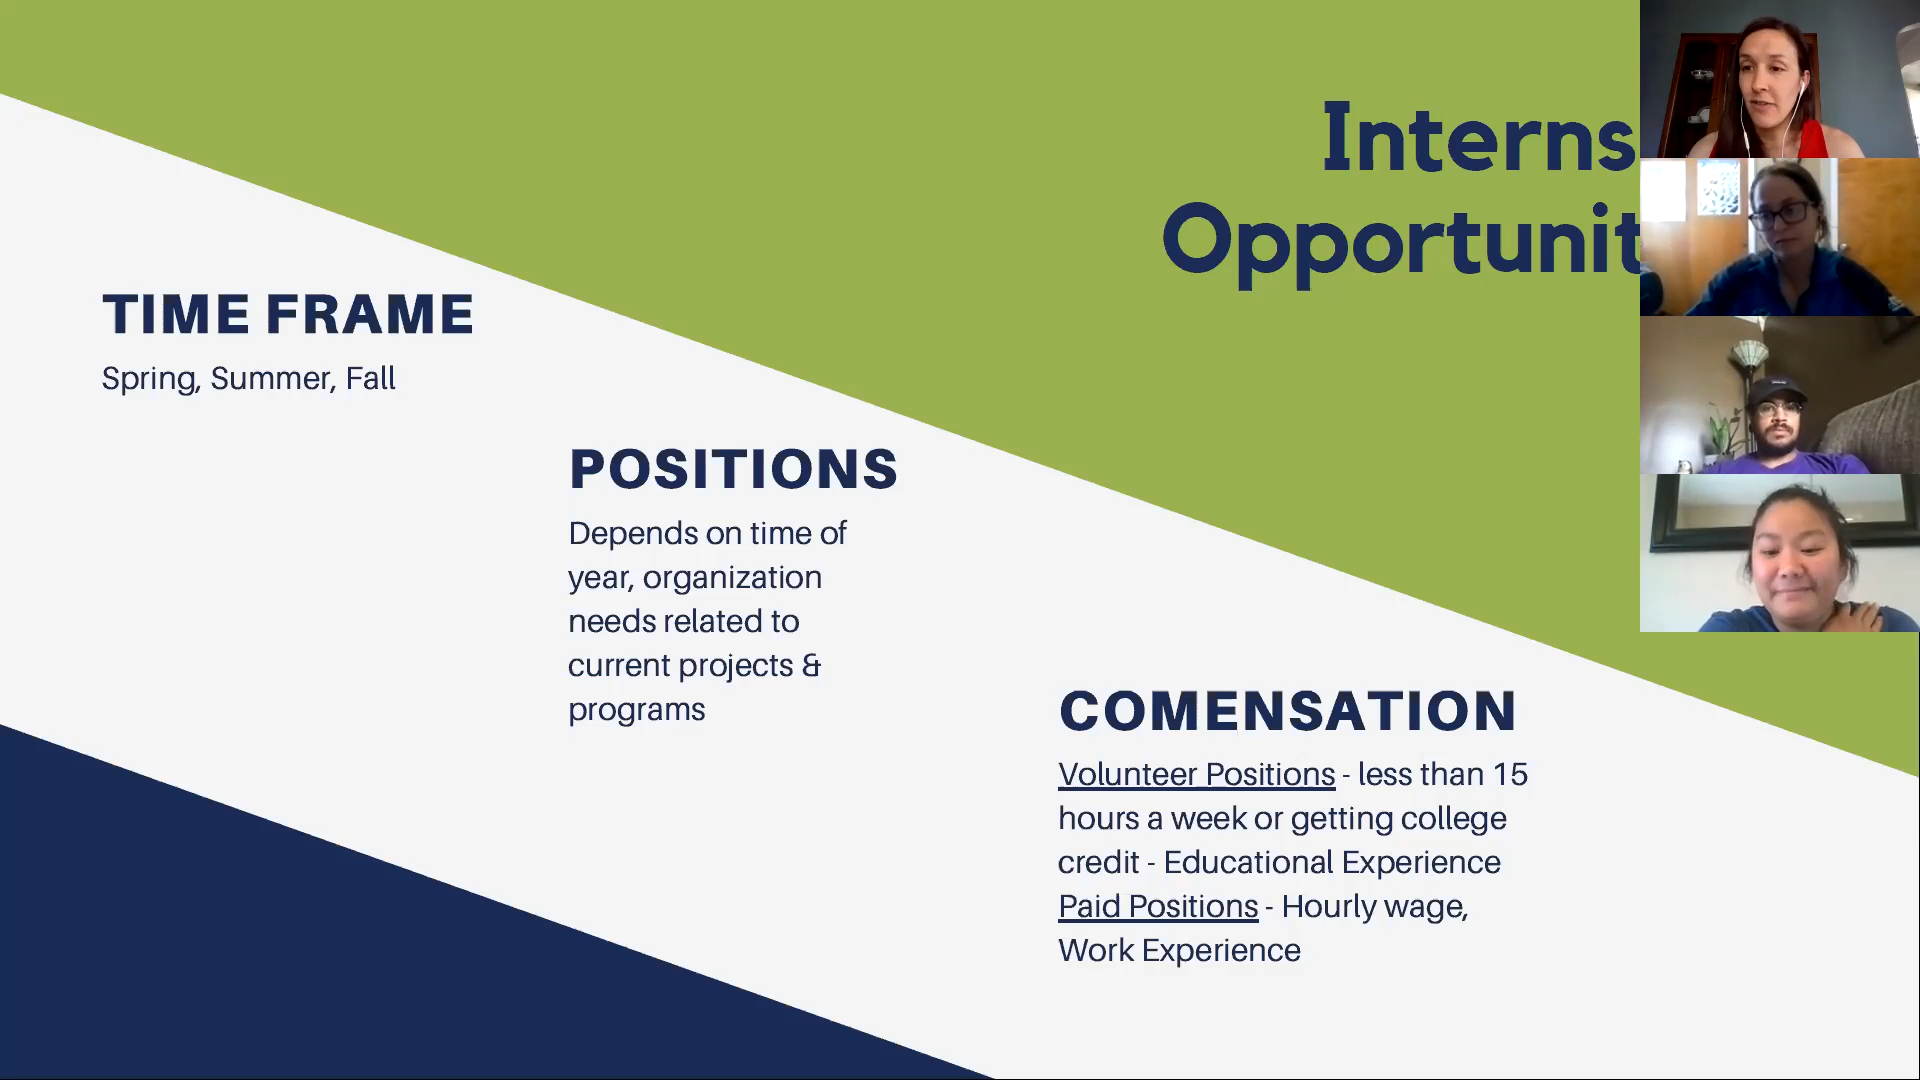 Interns
Opportunit
TIME FRAME
Spring, Summer, Fall
POSITIONS
Depends on time of
year, organization
needs related to
current projects &
programs
COMENSATION
Volunteer Positions - less than 15
hours a week or getting college
credit - Educational Experience
Paid Positions - Hourly wage,
Work Experience